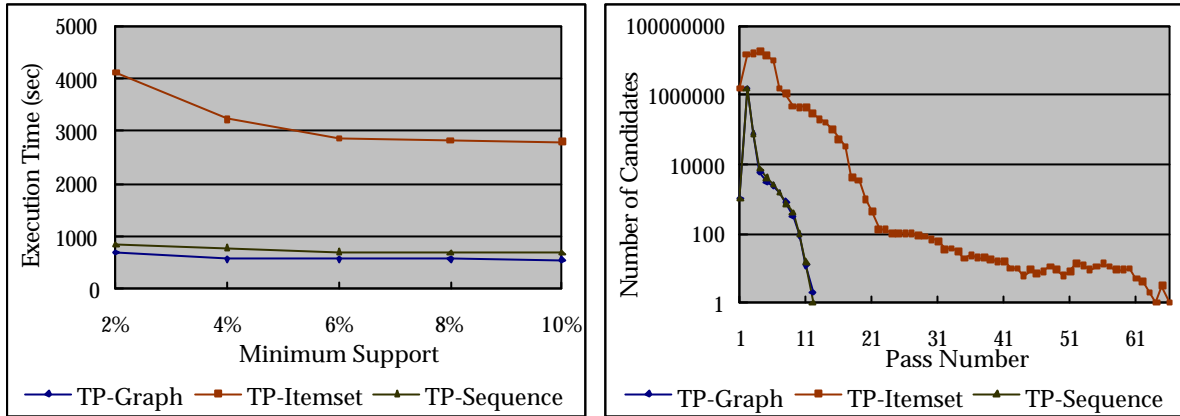 Execution Time (sec)
5000
4000
3000
2000
1000
0
2% 4% 6% 8% 10%
Minimum Support
TP-Graph TP-Itemset TP-Sequence
Number of Candidates
100000000
1000000
10000
100
1
1 11 21 31 41 51 61
Pass Number
TP-Graph TP-Itemset TP-Sequence